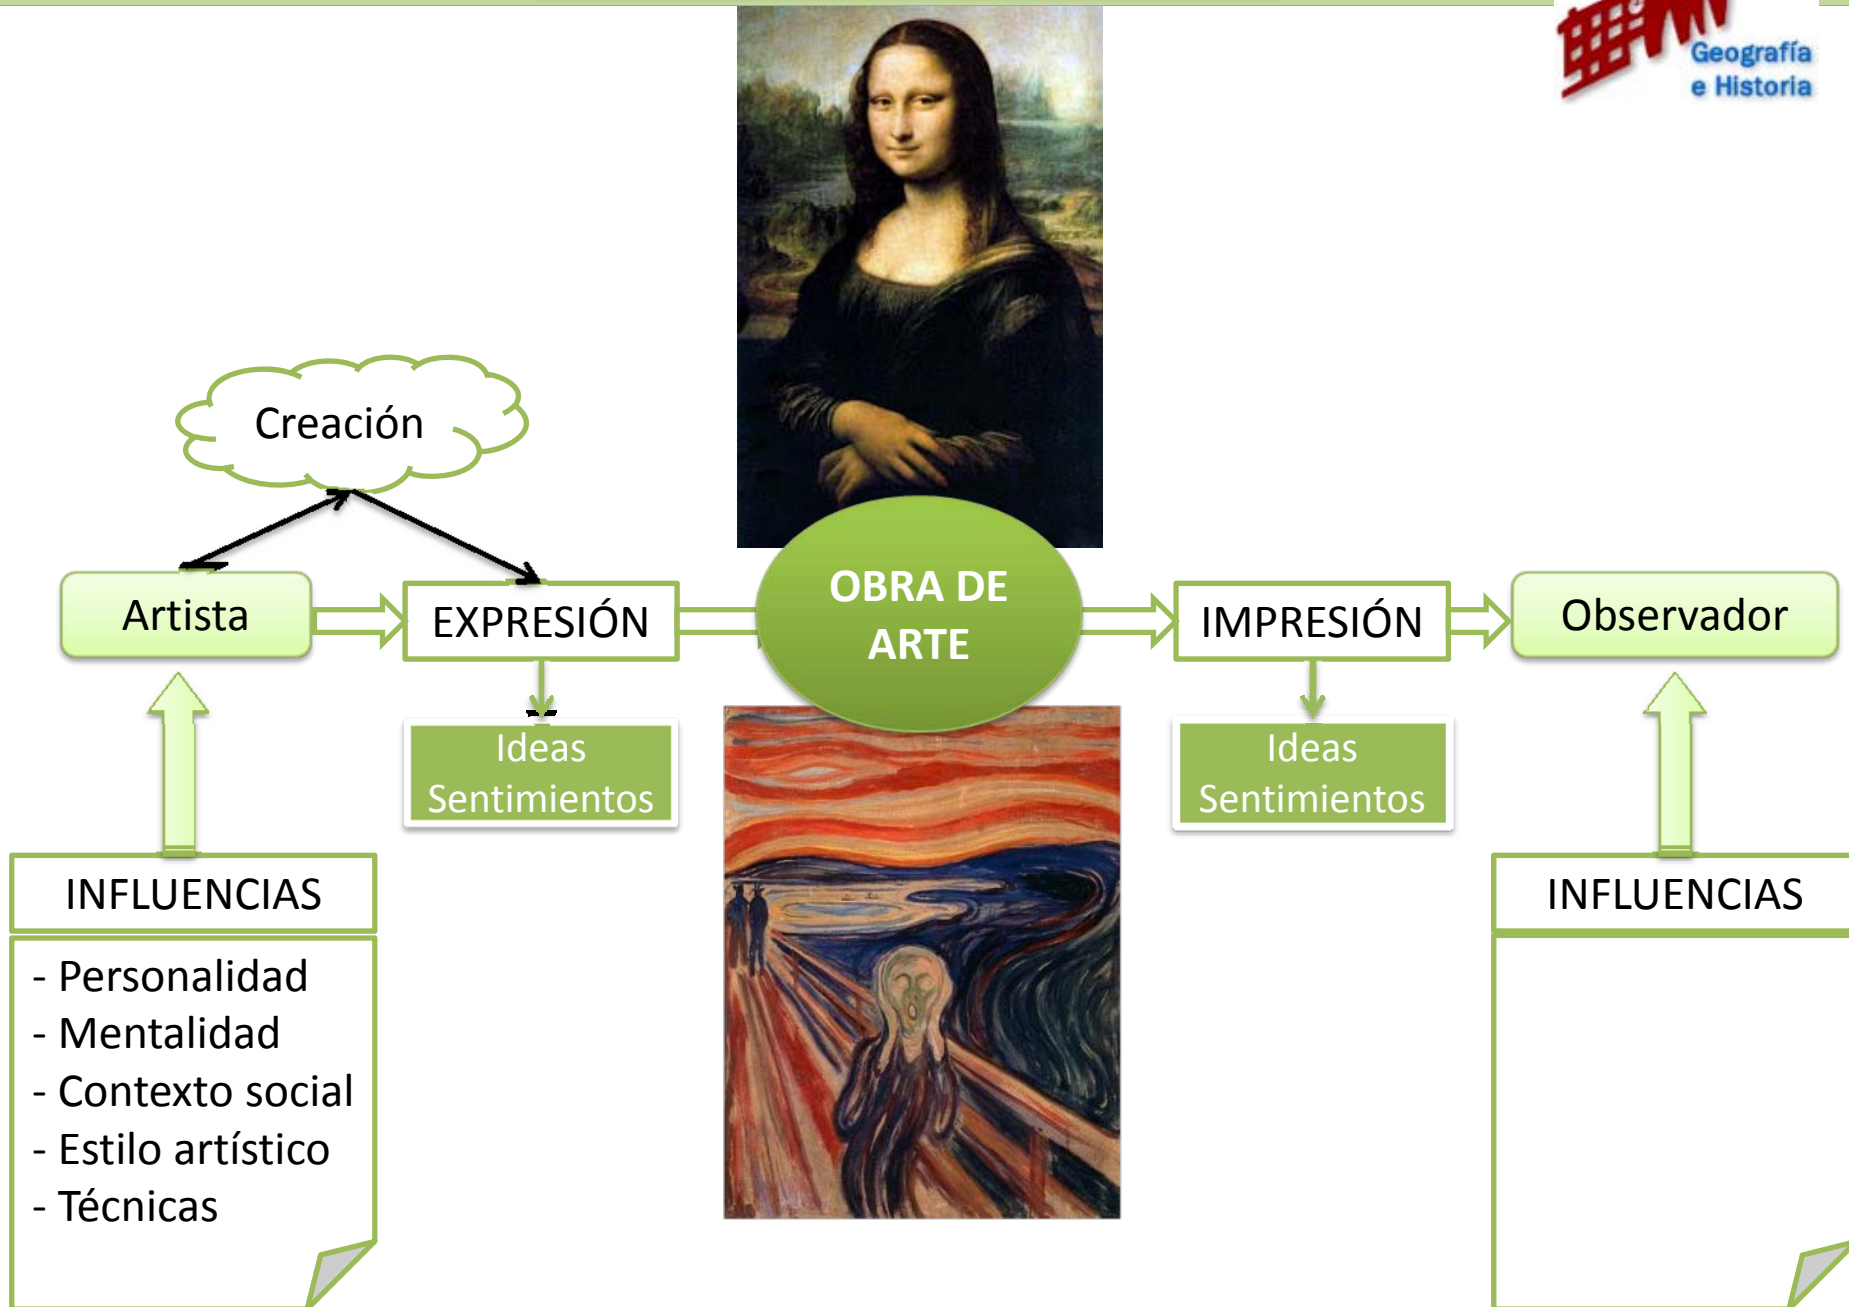 Geografía
e Historia
Creación
Artista
EXPRESIÓN
OBRA DE
ARTE
IMPRESIÓN
Observador
Ideas
Sentimientos
Ideas
Sentimientos
INFLUENCIAS
- Personalidad
- Mentalidad
- Contexto social
- Estilo artístico
- Técnicas
INFLUENCIAS